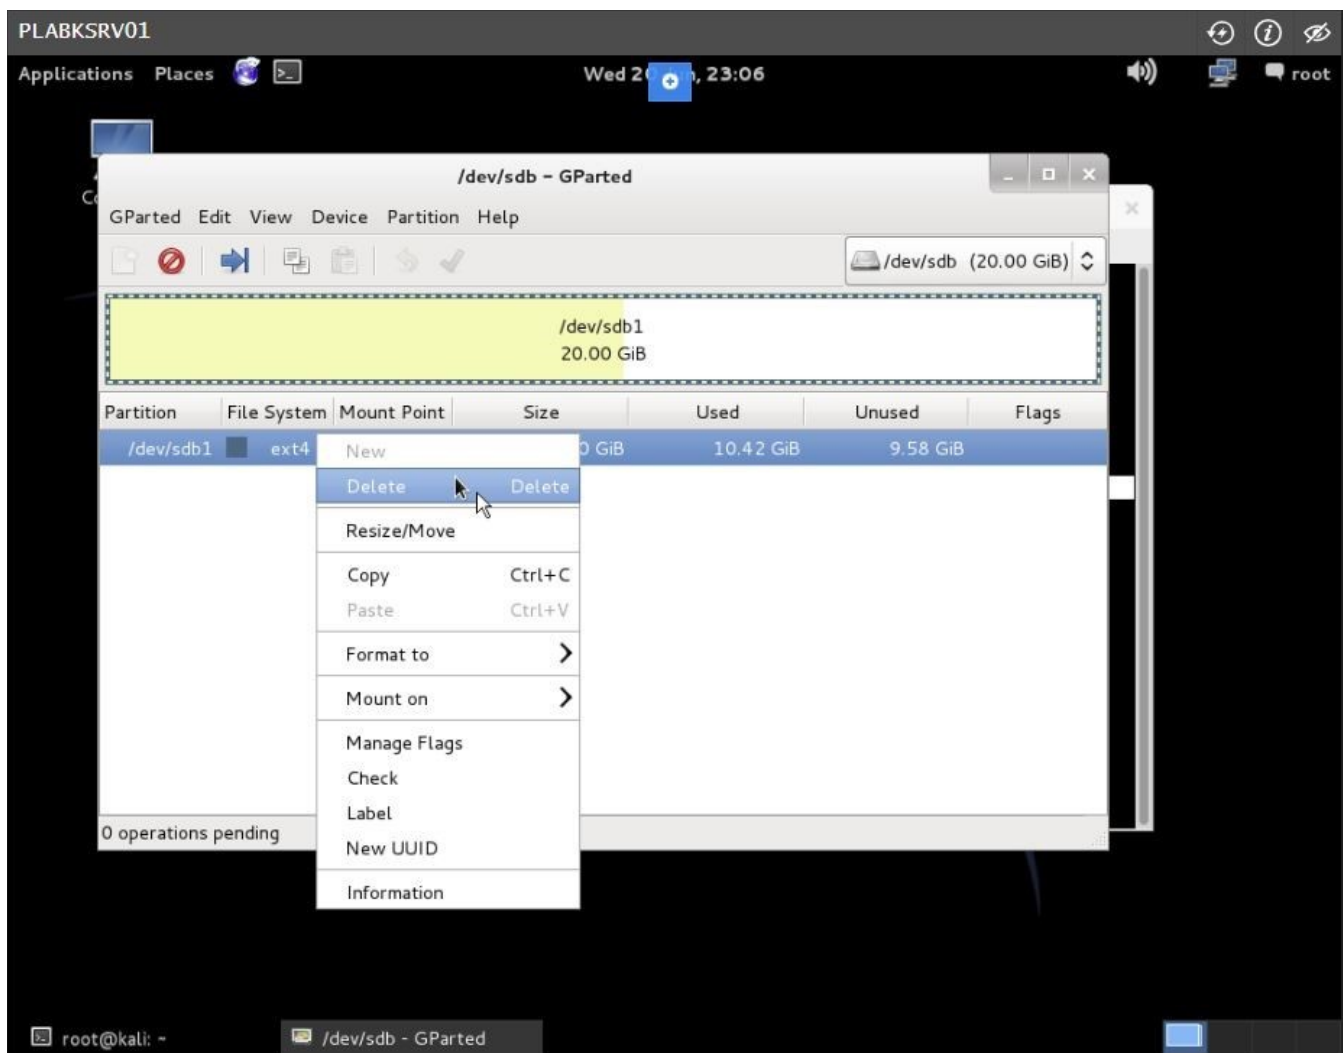 PLABKSRV01
Applications Places Wed 20 , 23:06 root
/dev/sdb – GParted
GParted Edit View Device Partition Help
/dev/sdb (20.00 GiB)
/dev/sdb1
20.00 GiB
Partition File System Mount Point Size Used Unused Flags
/dev/sdb1 ext4 GiB 10.42 GiB 9.58 GiB
New
Delete Delete
Resize/Move
Copy Ctrl+C
Paste Ctrl+V
Format to
Mount on
Manage Flags
Check
Label
0 operations pending
New UUID
Information
root@kali: ~ /dev/sdb - GParted